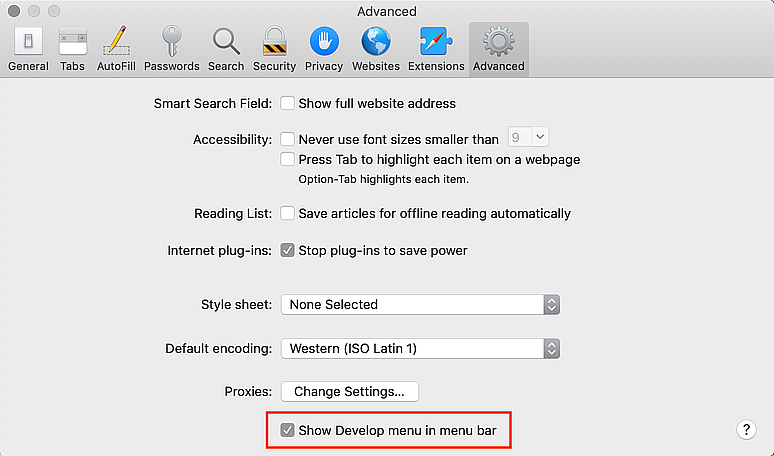 Advanced
General Tabs AutoFill Passwords Search Security Privacy Websites Extensions Advanced
Smart Search Field: Show full website address
Accessibility: Never use font sizes smaller than 9
Press Tab to highlight each item on a webpage
Option-Tab highlights each item.
Reading List: Save articles for offline reading automatically
Internet plug-ins: Stop plug-ins to save power
Style sheet: None Selected
Default encoding: Western (ISO Latin 1)
Proxies: Change Settings...
Show Develop menu in menu bar ?